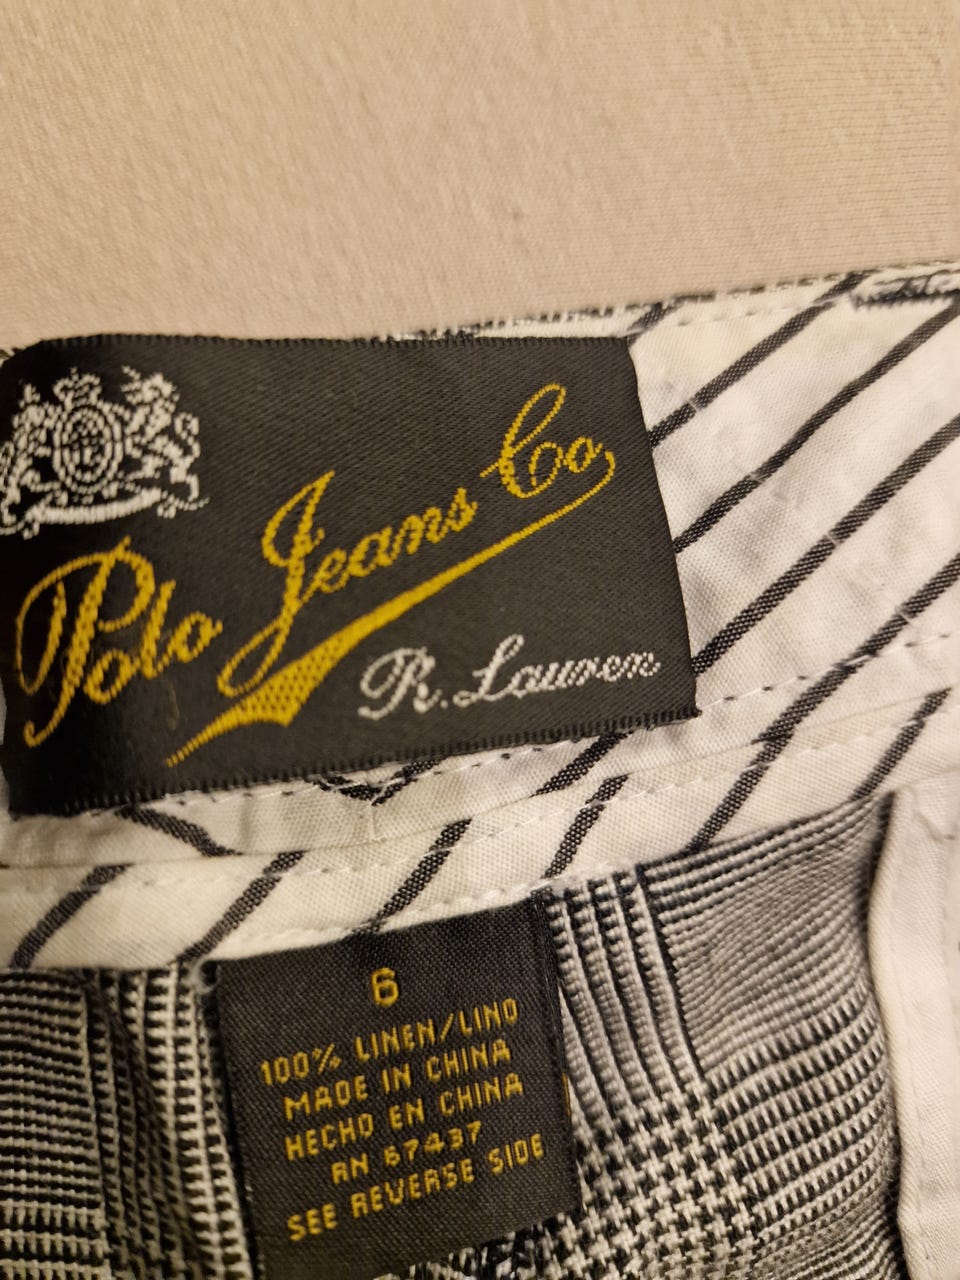 Polo Jeans Co
R. Lauren
6
100% LINEN/LINO
MADE IN CHINA
HECHO EN CHINA
RN 67437
SEE REVERSE SIDE